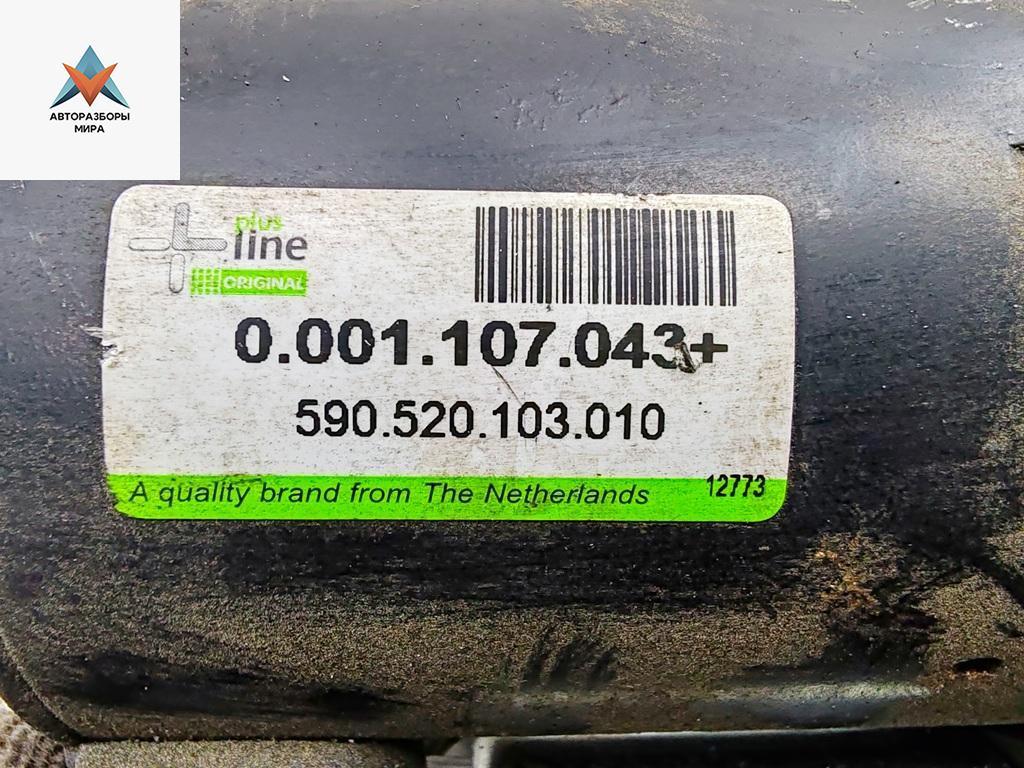 АВТОРАЗБОРЫ
МИРА
plus
line
ORIGINAL
0.001.107.043+
590.520.103.010
A quality brand from The Netherlands
12773